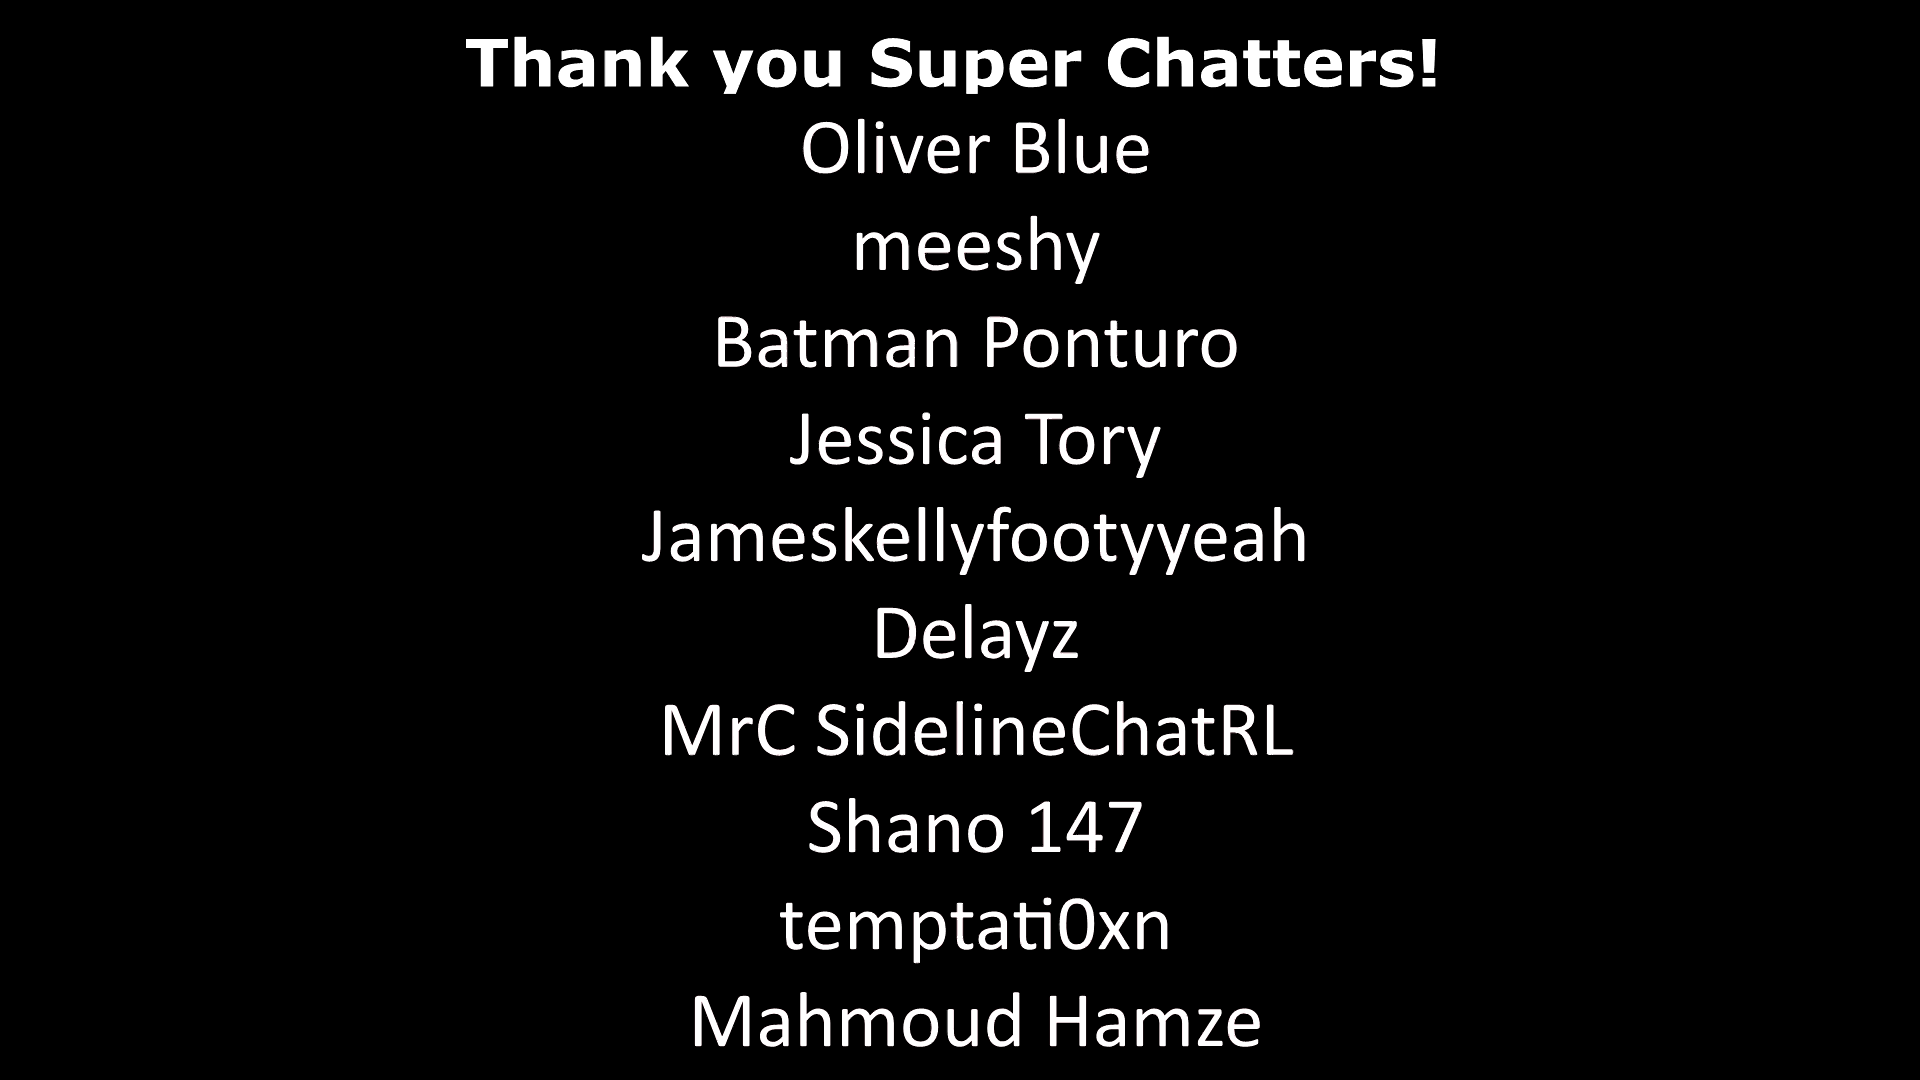 Thank you Super Chatters!
Oliver Blue
meeshy
Batman Ponturo
Jessica Tory
Jameskellyfootyyeah
Delayz
MrC SidelineChatRL
Shano 147
temptati0xn
Mahmoud Hamze